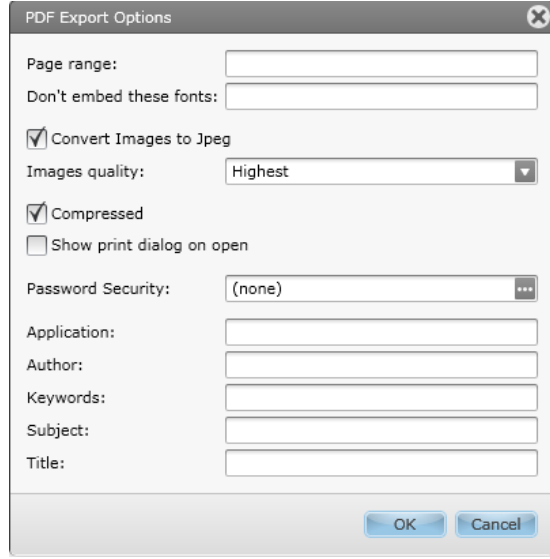 PDF Export Options
Page range:
Don't embed these fonts:
Convert Images to Jpeg
Images quality: Highest
Compressed
Show print dialog on open
Password Security: (none)
Application:
Author:
Keywords:
Subject:
Title:
OK Cancel